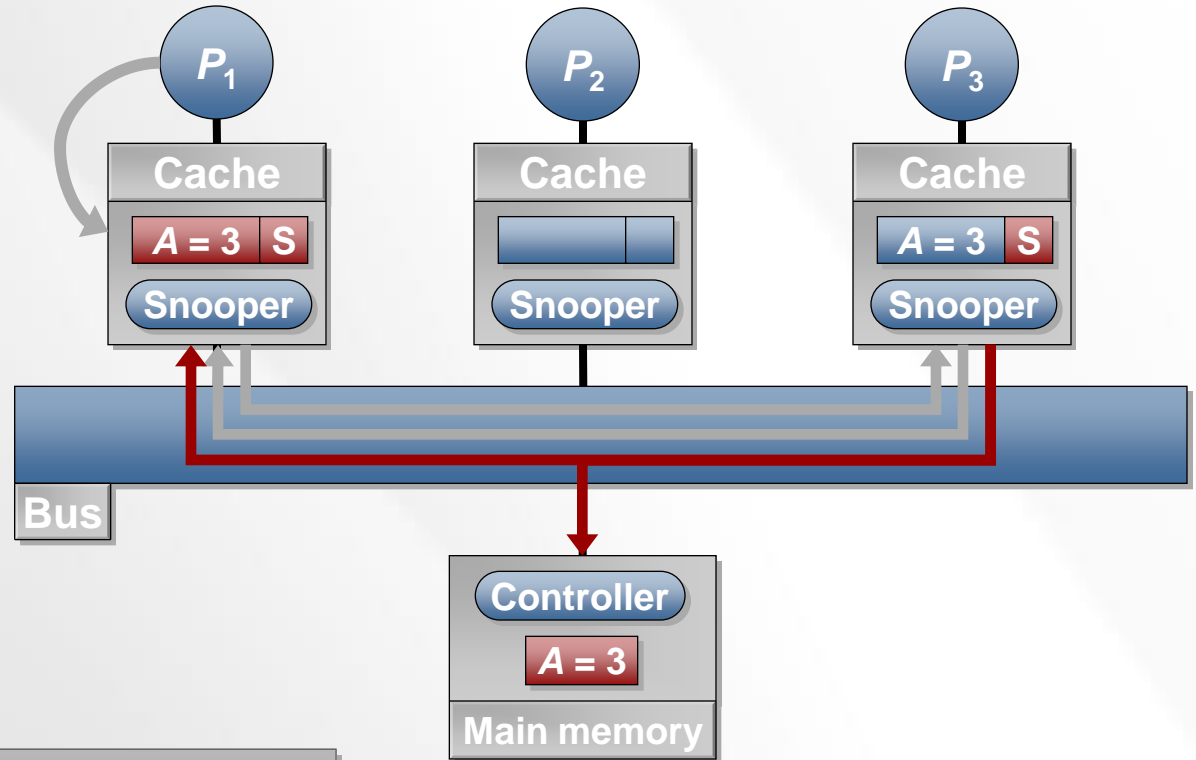 P1
P2
P3
Cache
Cache
Cache
A = 3 S
A = 3 S
Snooper
Snooper
Snooper
Bus
Controller
A = 3
Main memory